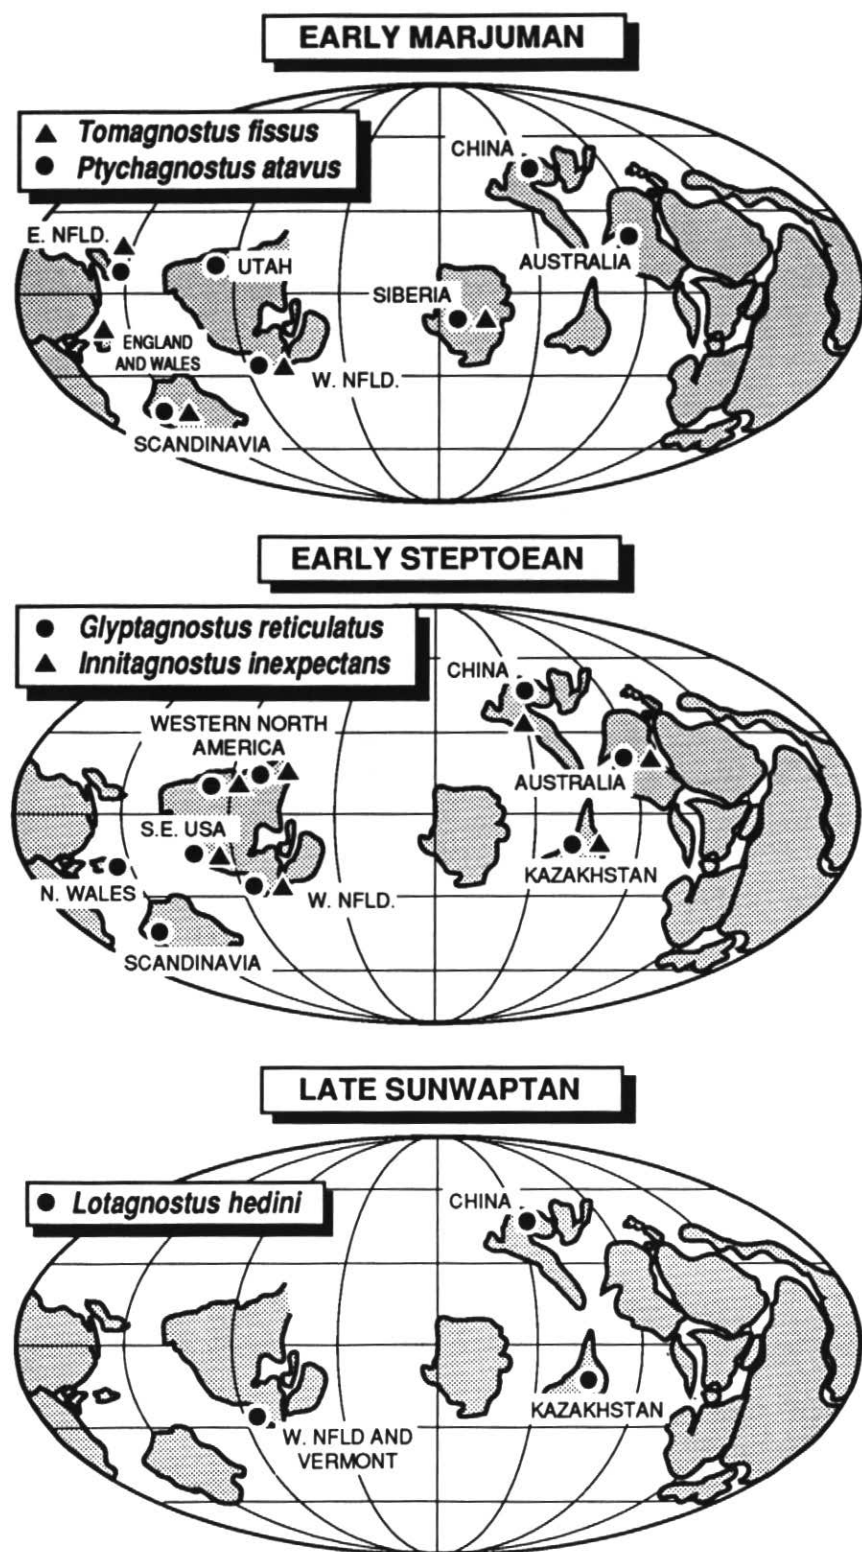 EARLY MARJUMAN
Tomagnostus fissus
Ptychagnostus atavus
CHINA
E. NFLD.
UTAH
AUSTRALIA
SIBERIA
ENGLAND
AND WALES
W. NFLD.
SCANDINAVIA
EARLY STEPTOEAN
Glyptagnostus reticulatus
Innitagnostus inexpectans
CHINA
WESTERN NORTH
AMERICA
AUSTRALIA
S.E. USA
KAZAKHSTAN
N. WALES
W. NFLD.
SCANDINAVIA
LATE SUNWAPTAN
Lotagnostus hedini
CHINA
KAZAKHSTAN
W. NFLD AND
VERMONT